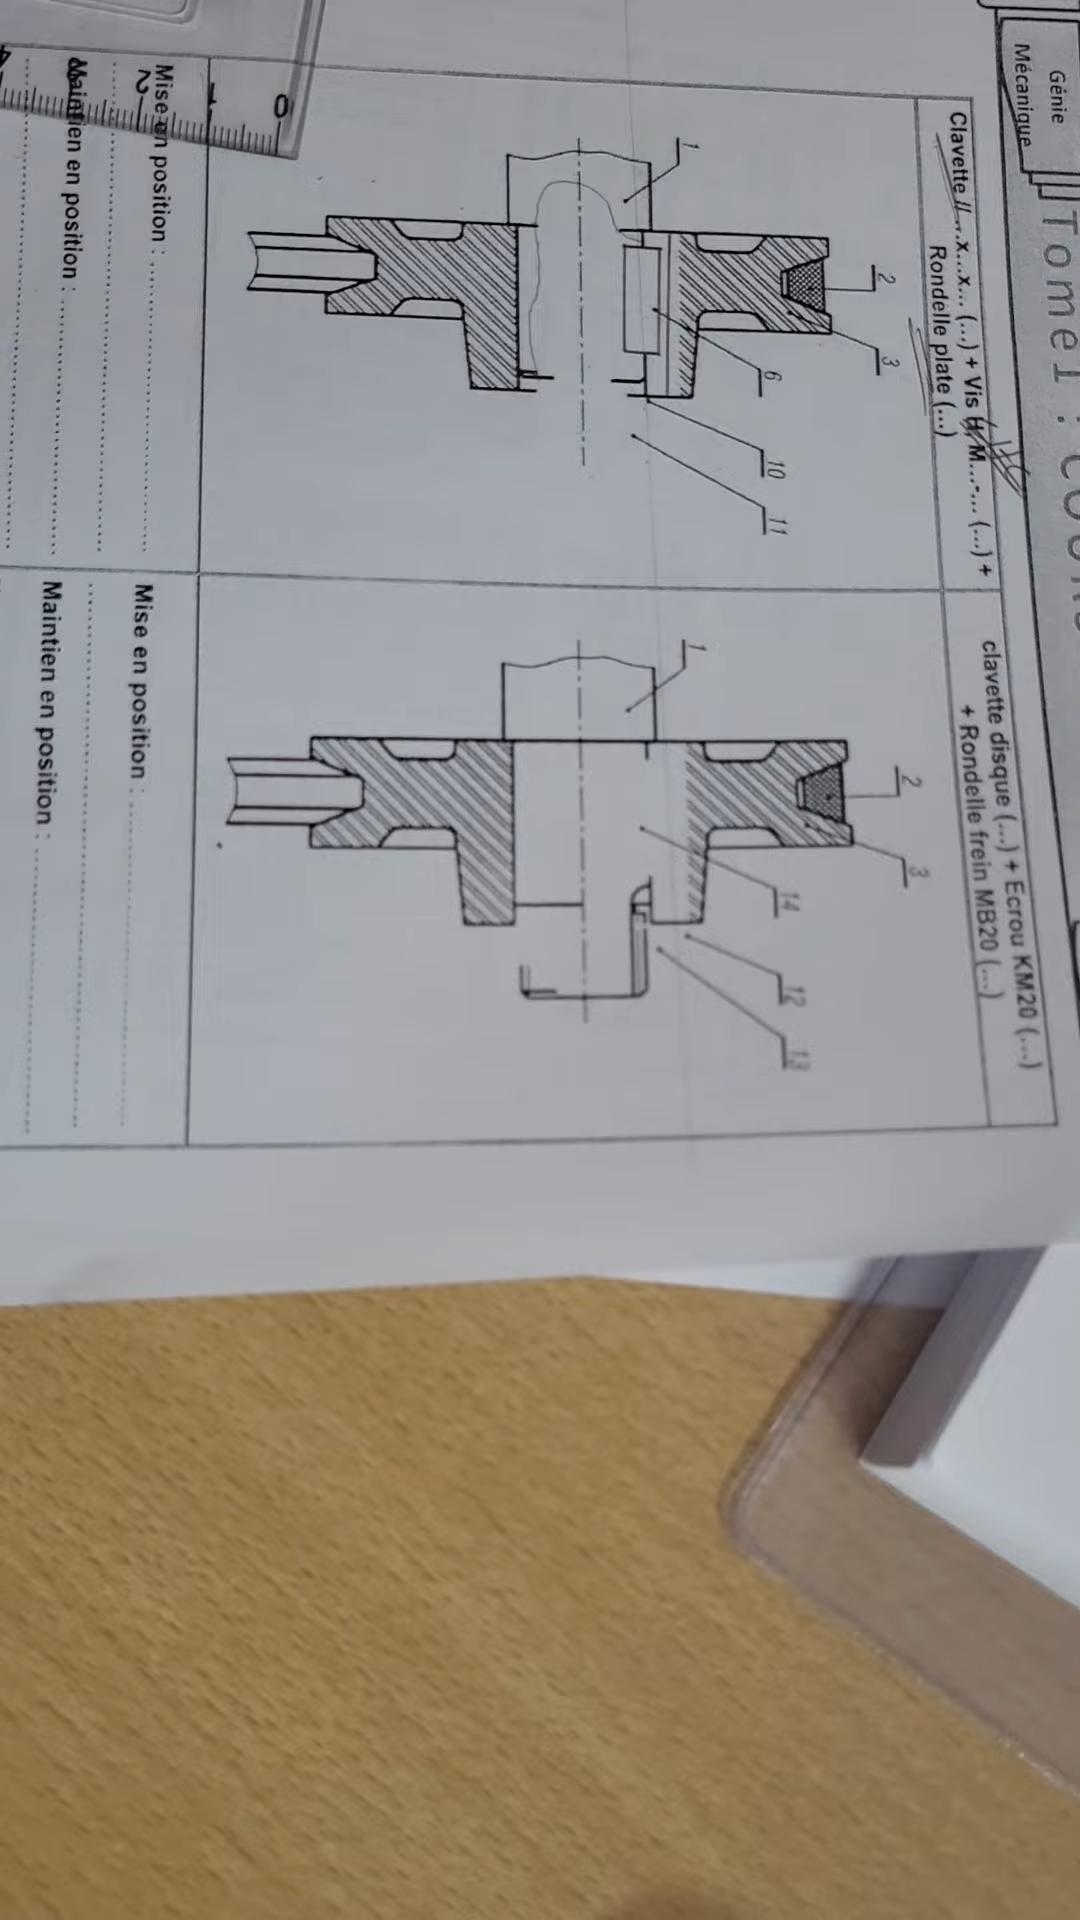 Génie
Mécanique
Tome1 :
Clavette //...x...x... (...) + Vis H, M...-... (...) +
Rondelle plate (...)
clavette disque (...) + Ecrou KM20 (...)
+ Rondelle frein MB20 (...)
1
2
3
6
10
11
1
2
3
14
12
13
Mise en position : ..............................
..............................
Maintien en position : ..............................
..............................
Mise en position : ..............................
..............................
Maintien en position : ..............................
0
1
2